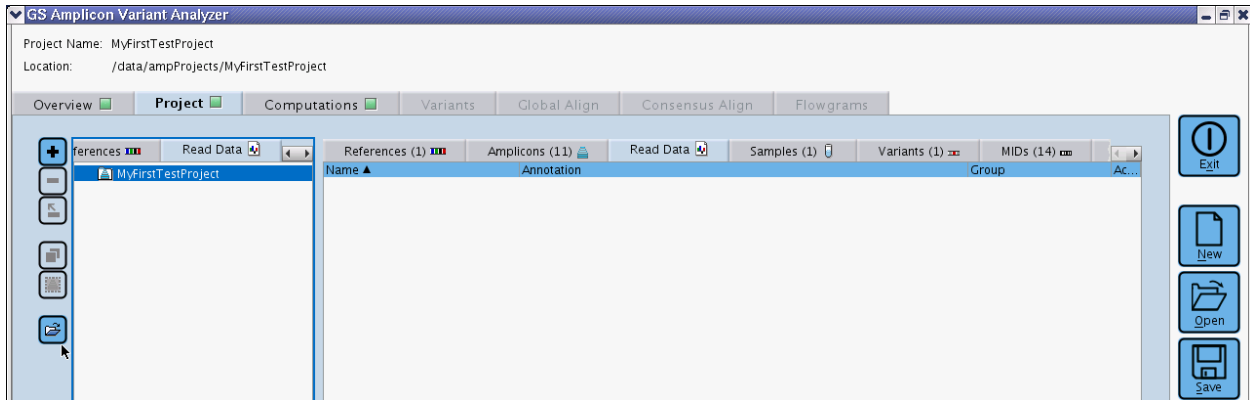 GS Amplicon Variant Analyzer
Project Name: MyFirstTestProject
Location: /data/ampProjects/MyFirstTestProject
Overview Project Computations Variants Global Align Consensus Align Flowgrams
ferences Read Data References (1) Amplicons (11) Read Data Samples (1) Variants (1) MIDs (14)
MyFirstTestProject Name Annotation Group Ac...
Exit
New
Open
Save